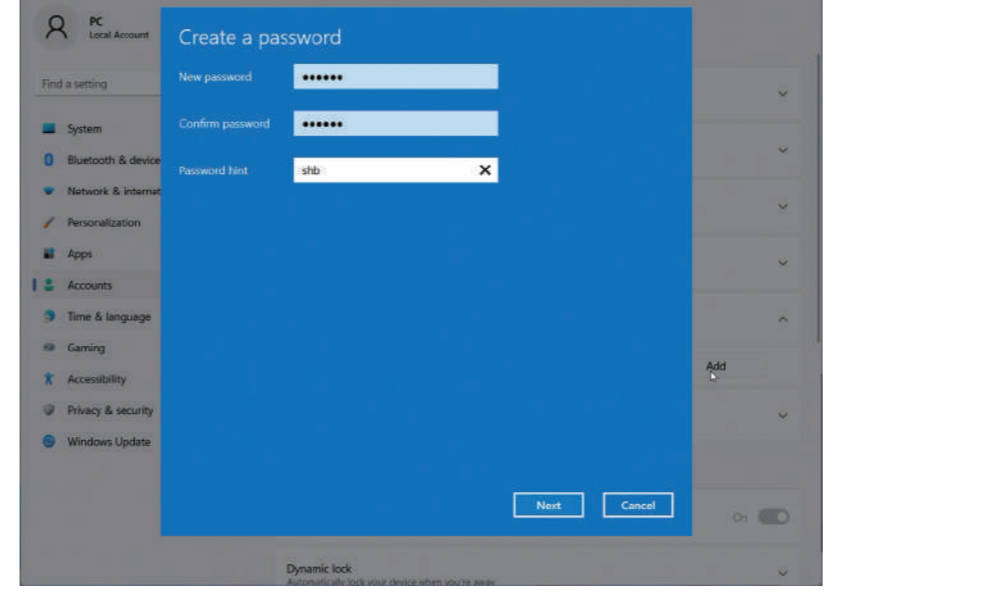 PC
Local Account
Find a setting
System
Bluetooth & device
Network & internet
Personalization
Apps
Accounts
Time & language
Gaming
Accessibility
Privacy & security
Windows Update
Create a password
New password ••••••
Confirm password ••••••
Password hint shb
Next Cancel
Add
On
Dynamic lock
Automatically lock your device when you're away